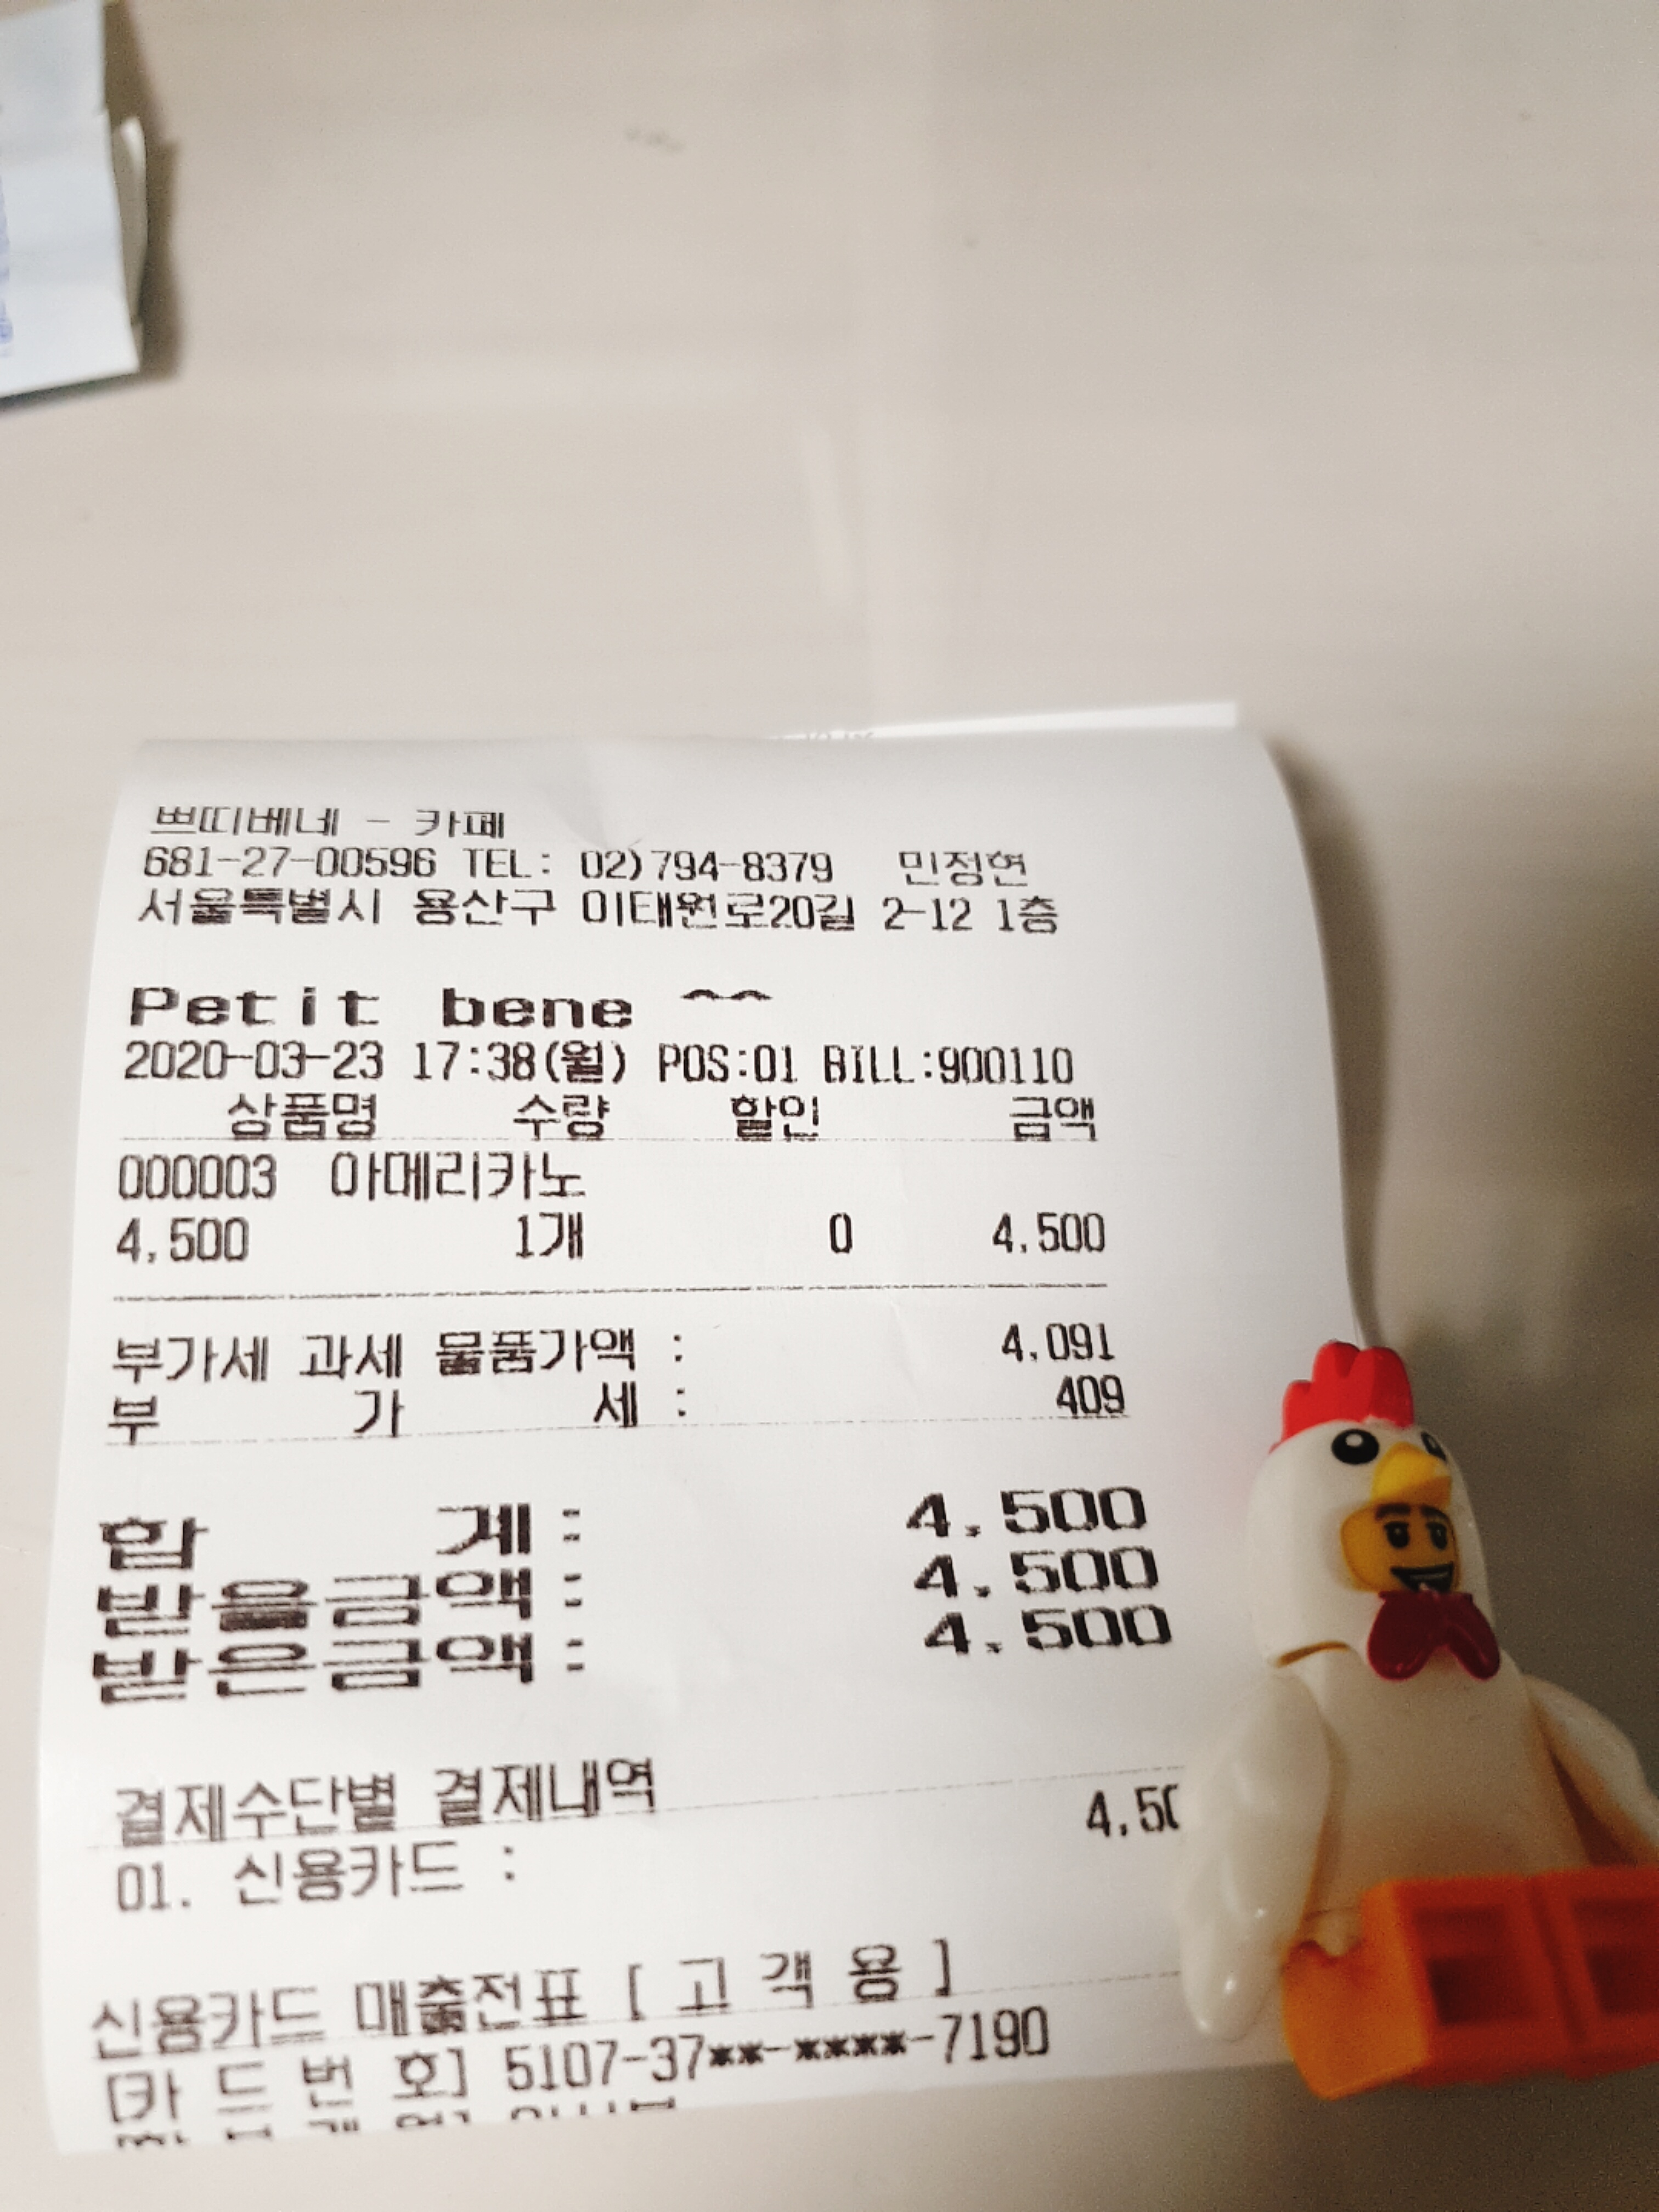 쁘띠베네 - 카페
681-27-00596 TEL: 02)794-8379 민정현
서울특별시 용산구 이태원로20길 2-12 1층
Petit bene ^^
2020-03-23 17:38(월) POS:01 BILL:900110
상품명 수량 할인 금액
000003 아메리카노
4,500 1개 0 4,500
부가세 과세 물품가액 : 4,091
부 가 세 : 409
합 계 : 4,500
받을금액 : 4,500
받은금액 : 4,500
결제수단별 결제내역
01. 신용카드 :
신용카드 매출전표 [ 고 객 용 ]
[카 드 번 호] 5107-37**-****-7190